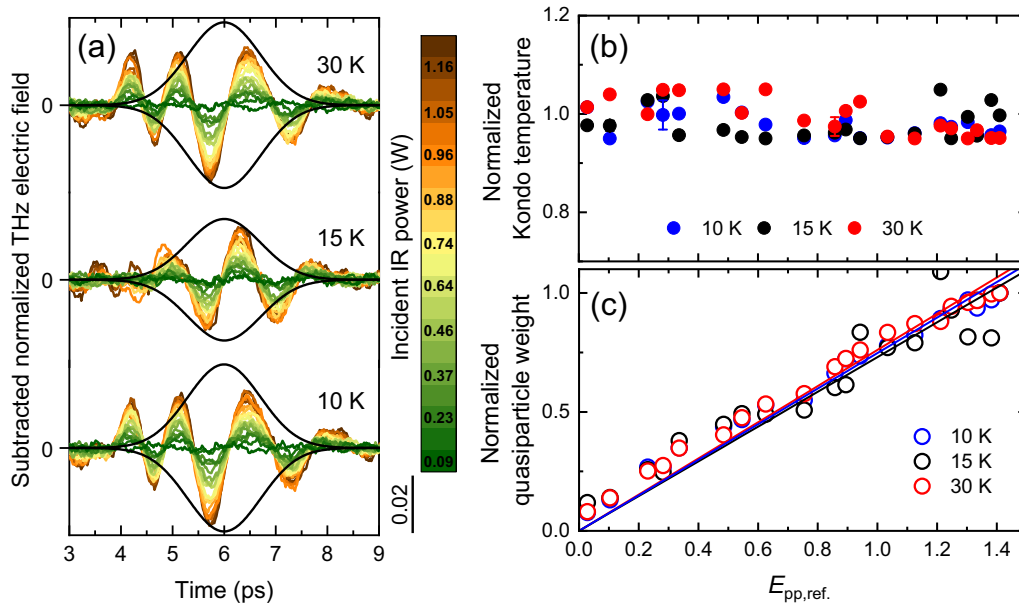 (a)
30 K
15 K
10 K
0
0
0
Subtracted normalized THz electric field
3 4 5 6 7 8 9
Time (ps)
0.02
Incident IR power (W)
1.16
0.96
0.88
0.74
0.60
0.46
0.37
0.23
0.09
(b)
Normalized
Kondo temperature
1.2
1.0
0.8
10 K 15 K 30 K
(c)
Normalized
quasiparticle weight
1.0
0.5
0.0
10 K
15 K
30 K
0.0 0.2 0.4 0.6 0.8 1.0 1.2 1.4
E pp,ref.